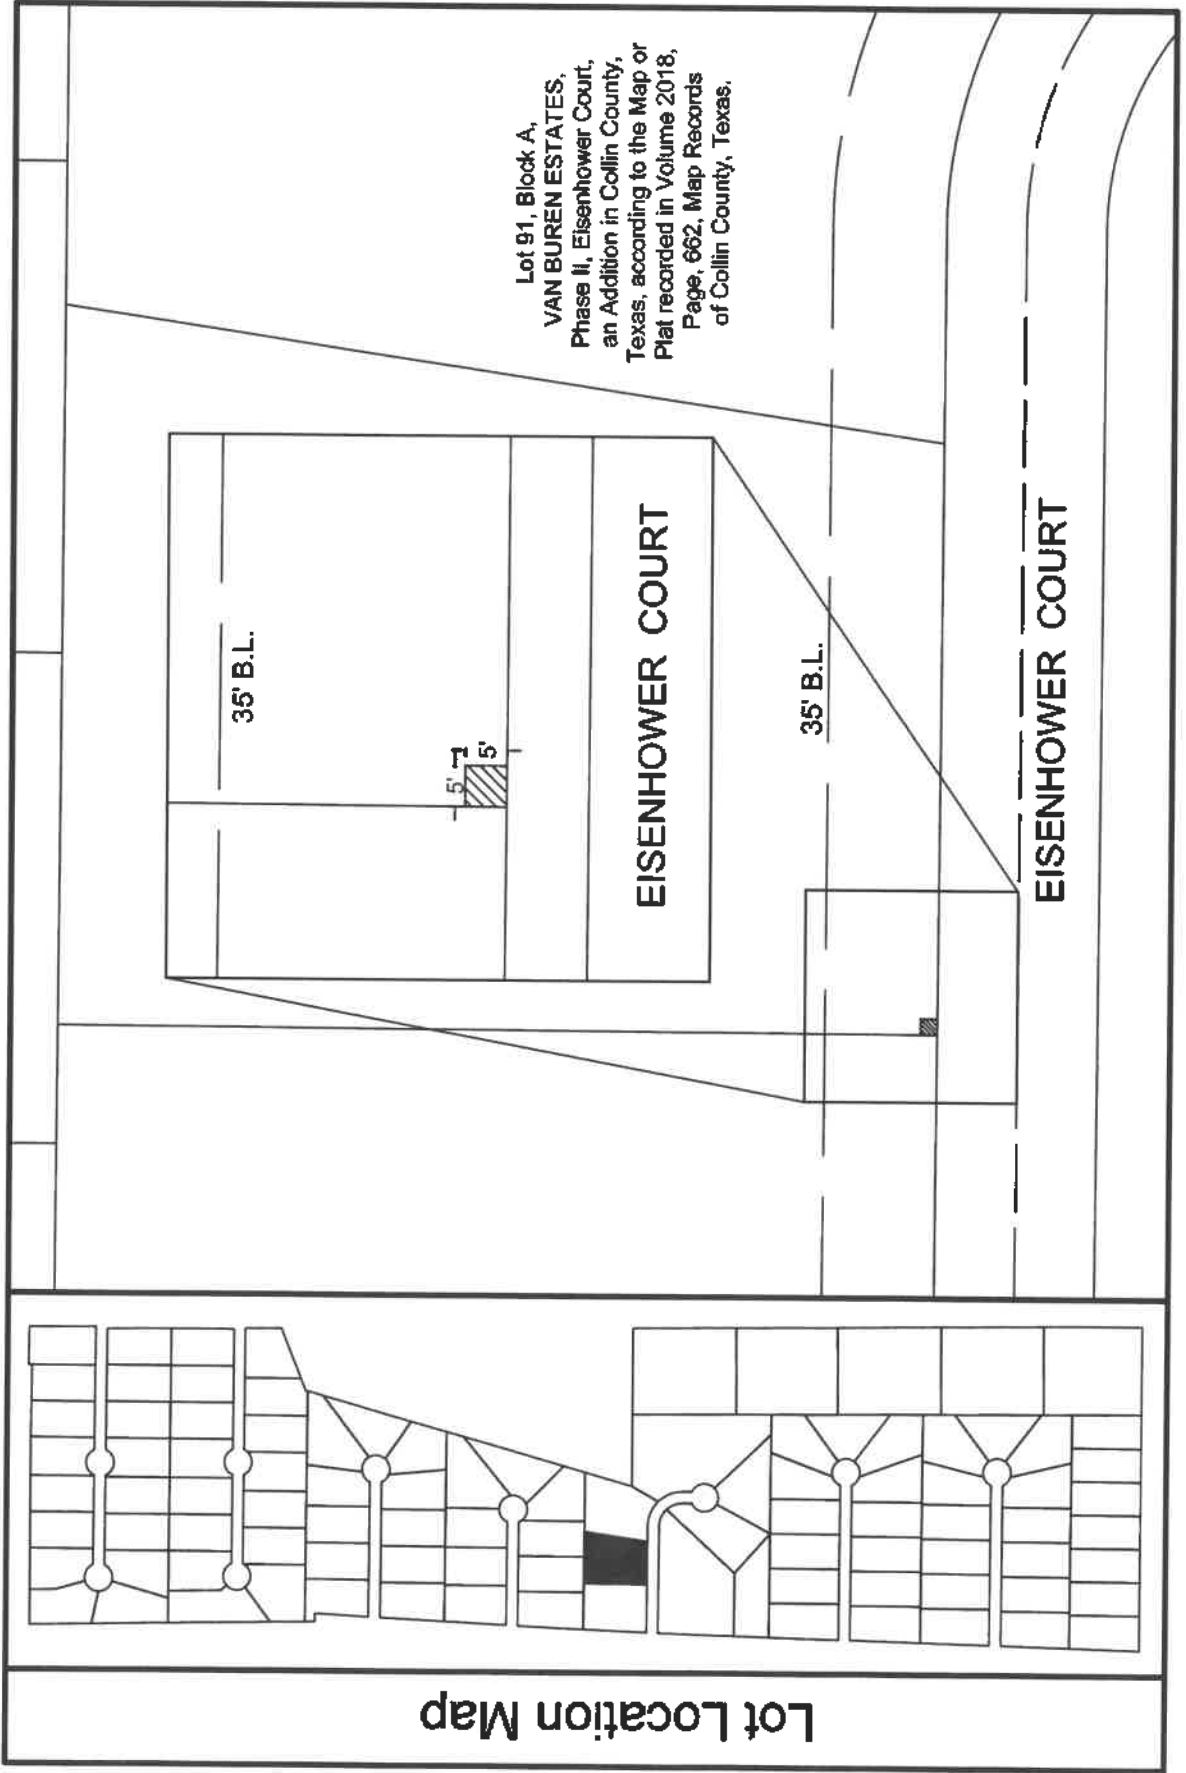 Lot 91, Block A,
VAN BUREN ESTATES,
Phase II, Eisenhower Court,
an Addition in Collin County,
Texas, according to the Map or
Plat recorded in Volume 2018,
Page, 662, Map Records
of Collin County, Texas.
35' B.L.
5'
5'
EISENHOWER COURT
35' B.L.
EISENHOWER COURT
Lot Location Map